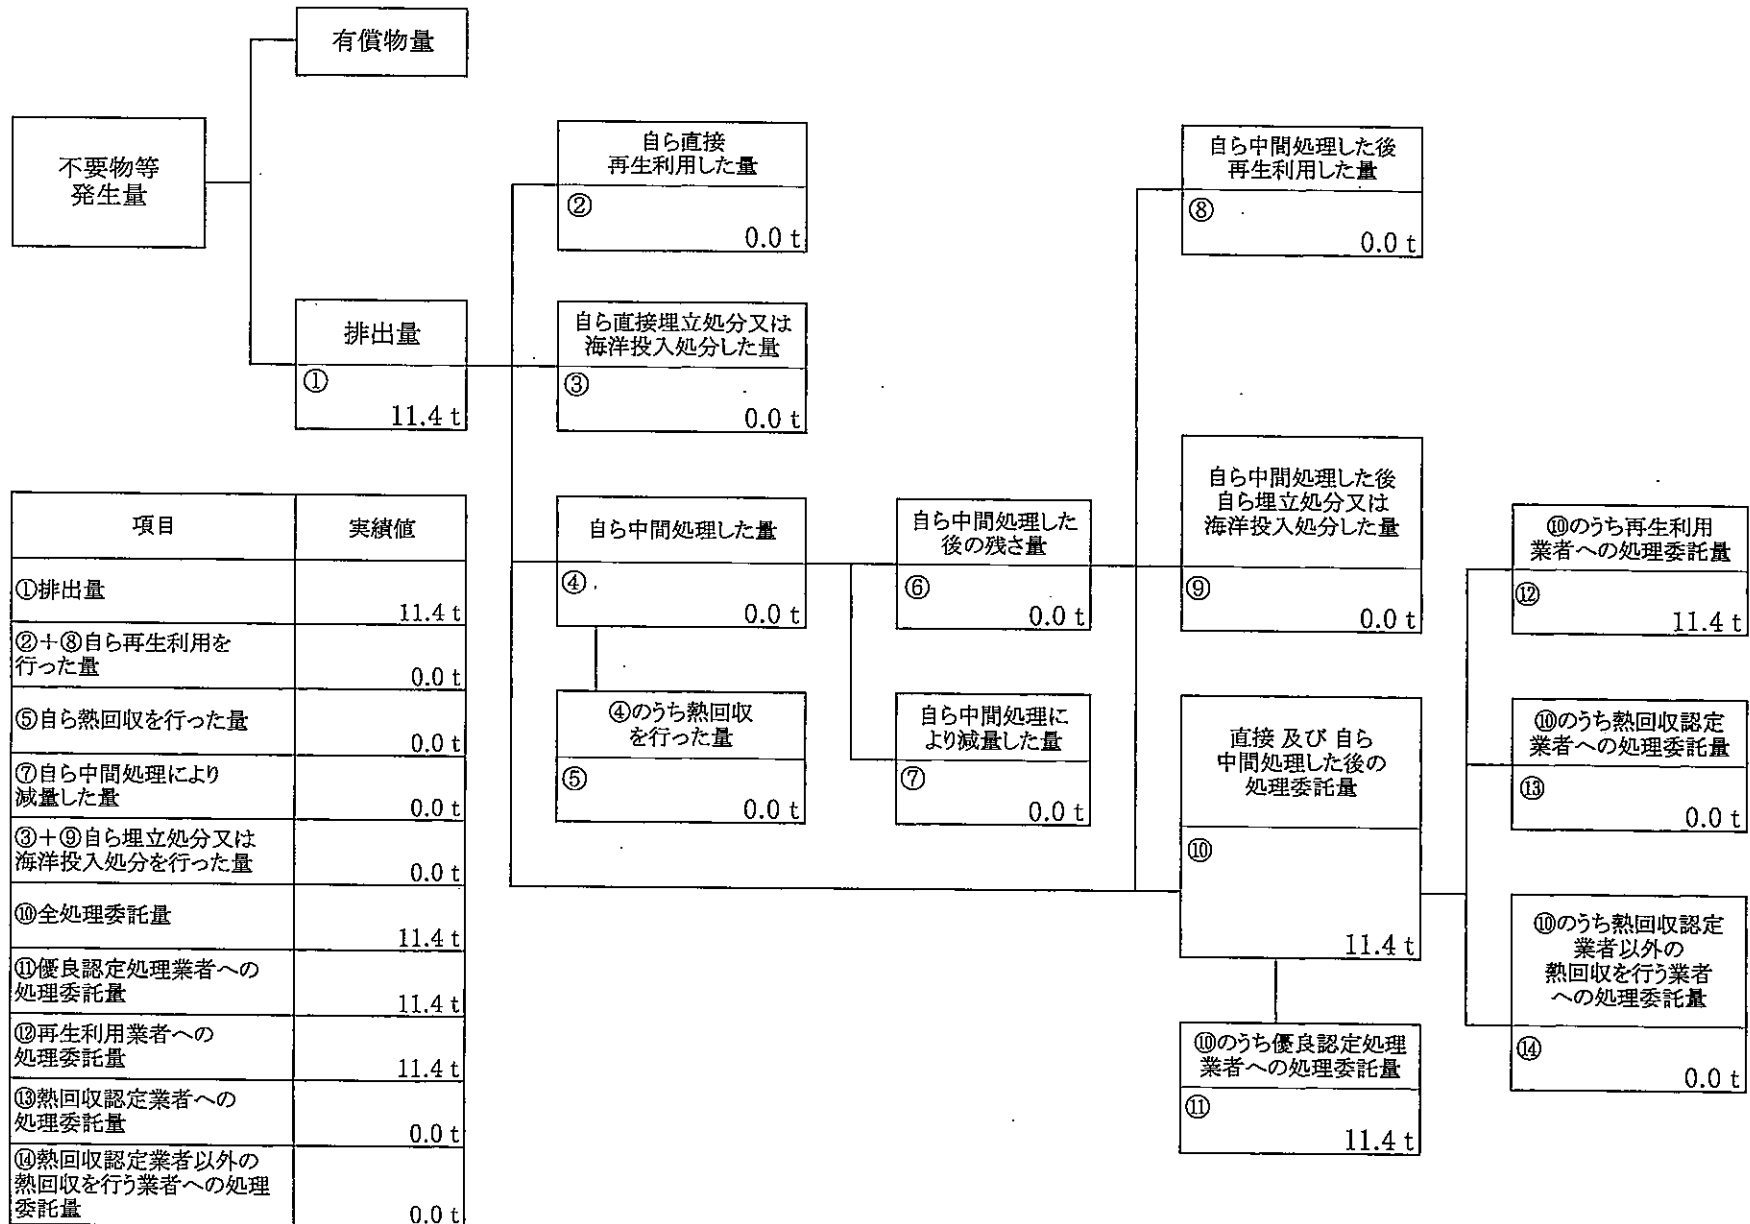 有償物量
不要物等
発生量
排出量
①
11.4 t
自ら直接
再生利用した量
②
0.0 t
自ら直接埋立処分又は
海洋投入処分した量
③
0.0 t
自ら中間処理した量
④
0.0 t
④のうち熱回収
を行った量
⑤
0.0 t
自ら中間処理した
後の残さ量
⑥
0.0 t
自ら中間処理に
より減量した量
⑦
0.0 t
自ら中間処理した後
再生利用した量
⑧
0.0 t
自ら中間処理した後
自ら埋立処分又は
海洋投入処分した量
⑨
0.0 t
直接 及び 自ら
中間処理した後の
処理委託量
⑩
11.4 t
⑩のうち優良認定処理
業者への処理委託量
⑪
11.4 t
⑩のうち再生利用
業者への処理委託量
⑫
11.4 t
⑩のうち熱回収認定
業者への処理委託量
⑬
0.0 t
⑩のうち熱回収認定
業者以外の
熱回収を行う業者
への処理委託量
⑭
0.0 t
項目 実績値
①排出量
11.4 t
②+⑧自ら再生利用を
行った量
0.0 t
⑤自ら熱回収を行った量
0.0 t
⑦自ら中間処理により
減量した量
0.0 t
③+⑨自ら埋立処分又は
海洋投入処分を行った量
0.0 t
⑩全処理委託量
11.4 t
⑪優良認定処理業者への
処理委託量
11.4 t
⑫再生利用業者への
処理委託量
11.4 t
⑬熱回収認定業者への
処理委託量
0.0 t
⑭熱回収認定業者以外の
熱回収を行う業者への処理
委託量
0.0 t